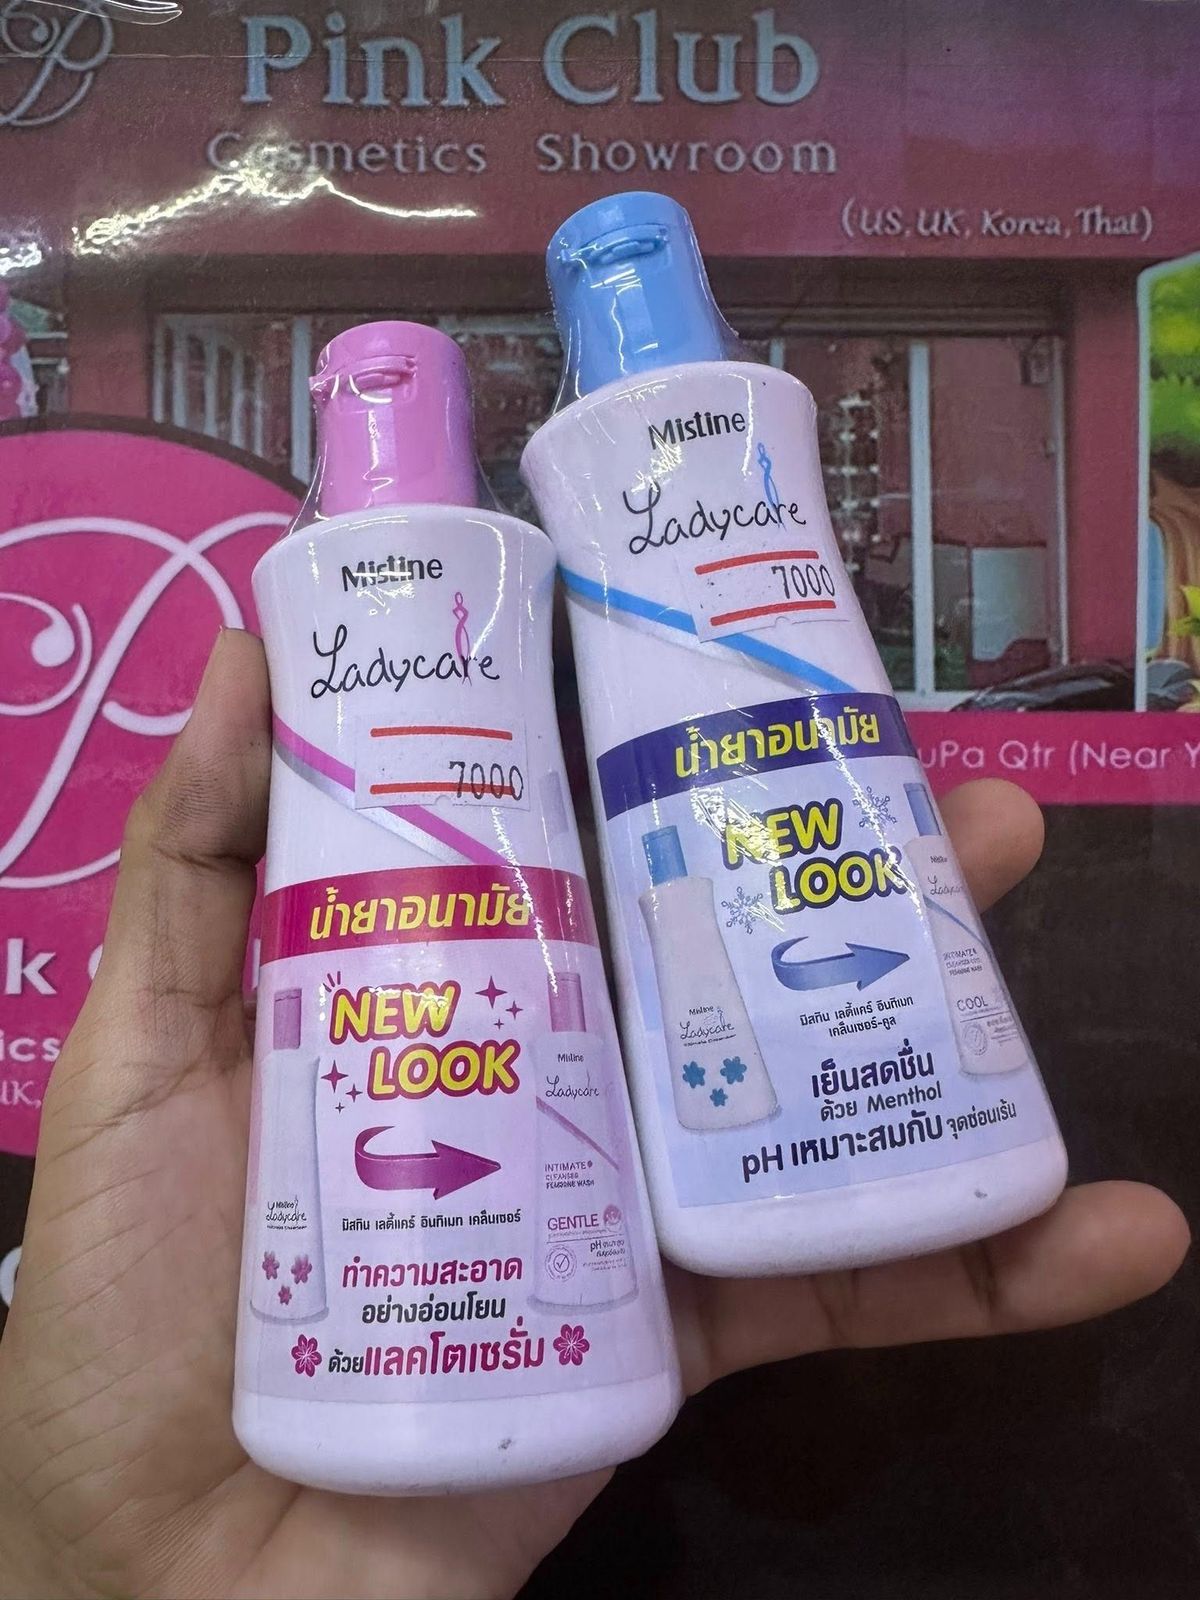 Pink Club
Cosmetics Showroom
(US, UK, Korea, Thai)
uPa Qtr (Near Y
Mistine
Ladycare
7000
น้ำยาอนามัย
NEW
LOOK
Mistine
Ladycare
INTIMATE
CLEANSER
FEMININE WASH
GENTLE
Mistine
Ladycare
มิสทิน เลดี้แคร์ อินทิเมท เคล็นเซอร์
ทำความสะอาด
อย่างอ่อนโยน
ด้วยแลคโตเซรั่ม
Mistine
Ladycare
7000
น้ำยาอนามัย
NEW
LOOK
Mistine
Ladycare
INTIMATE
COOL
Mistine
Ladycare
มิสทิน เลดี้แคร์ อินทิเมท
เคล็นเซอร์-คูล
เย็นสดชื่น
ด้วย Menthol
pH เหมาะสมกับ จุดซ่อนเร้น